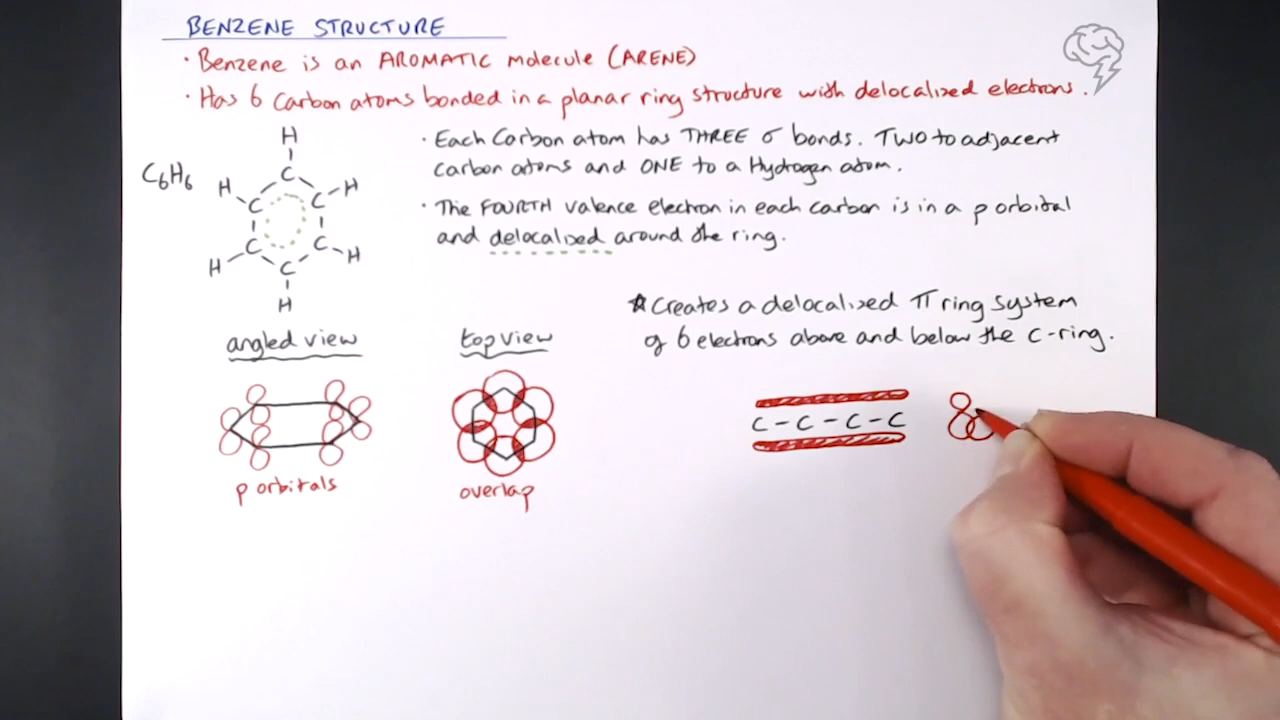 BENZENE STRUCTURE
· Benzene is an AROMATIC molecule (ARENE)
· Has 6 Carbon atoms bonded in a planar ring structure with delocalised electrons.
C6H6
H
H C H
C C
C C
H C H
H
· Each Carbon atom has THREE σ bonds. TWO to adjacent
carbon atoms and ONE to a Hydrogen atom.
· The FOURTH valence electron in each carbon is in a p orbital
and delocalised around the ring.
* Creates a delocalised π ring system
of 6 electrons above and below the C-ring.
angled view
top view
C - C - C - C
p orbitals
overlap